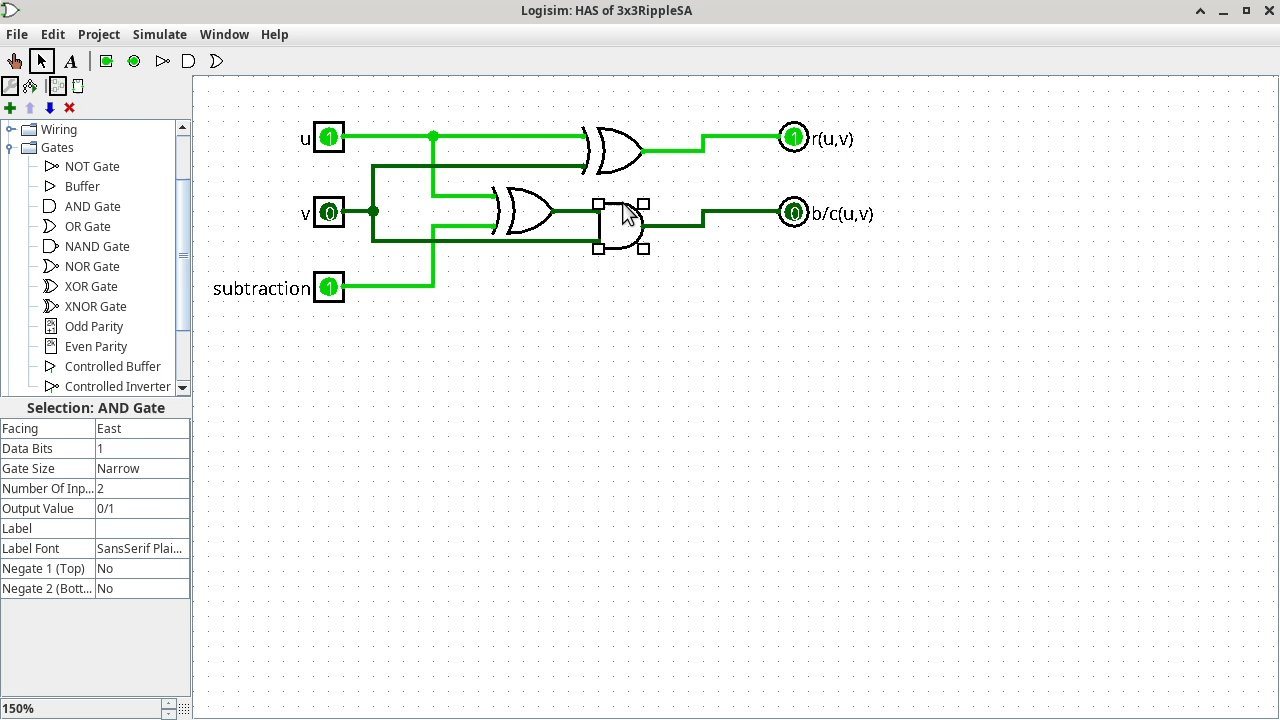 Logisim: HAS of 3x3RippleSA
File Edit Project Simulate Window Help
A
Wiring
Gates
NOT Gate
Buffer
AND Gate
OR Gate
NAND Gate
NOR Gate
XOR Gate
XNOR Gate
Odd Parity
Even Parity
Controlled Buffer
Controlled Inverter
Selection: AND Gate
Facing East
Data Bits 1
Gate Size Narrow
Number Of Inp... 2
Output Value 0/1
Label
Label Font SansSerif Plai...
Negate 1 (Top) No
Negate 2 (Bott... No
150%
u 1 1 r(u,v)
v 0 0 b/c(u,v)
subtraction 1